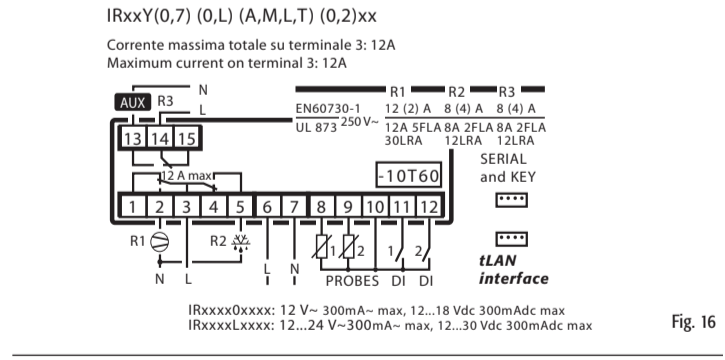 IRxxY(0,7) (0,L) (A,M,L,T) (0,2)xx
Corrente massima totale su terminale 3: 12A
Maximum current on terminal 3: 12A
N
AUX R3 L
R1 R2 R3
EN60730-1 12 (2) A 8 (4) A 8 (4) A
UL 873 250 V~ 12A 5FLA 8A 2FLA 8A 2FLA
30LRA 12LRA 12LRA
13 14 15
SERIAL
and KEY
12 A max
-10T60
1 2 3 4 5 6 7 8 9 10 11 12
R1 R2 1 2 1 2
tLAN
interface
N L L N PROBES DI DI
IRxxxx0xxxx: 12 V~ 300mA~ max, 12...18 Vdc 300mAdc max
IRxxxxLxxxx: 12...24 V~300mA~ max, 12...30 Vdc 300mAdc max
Fig. 16